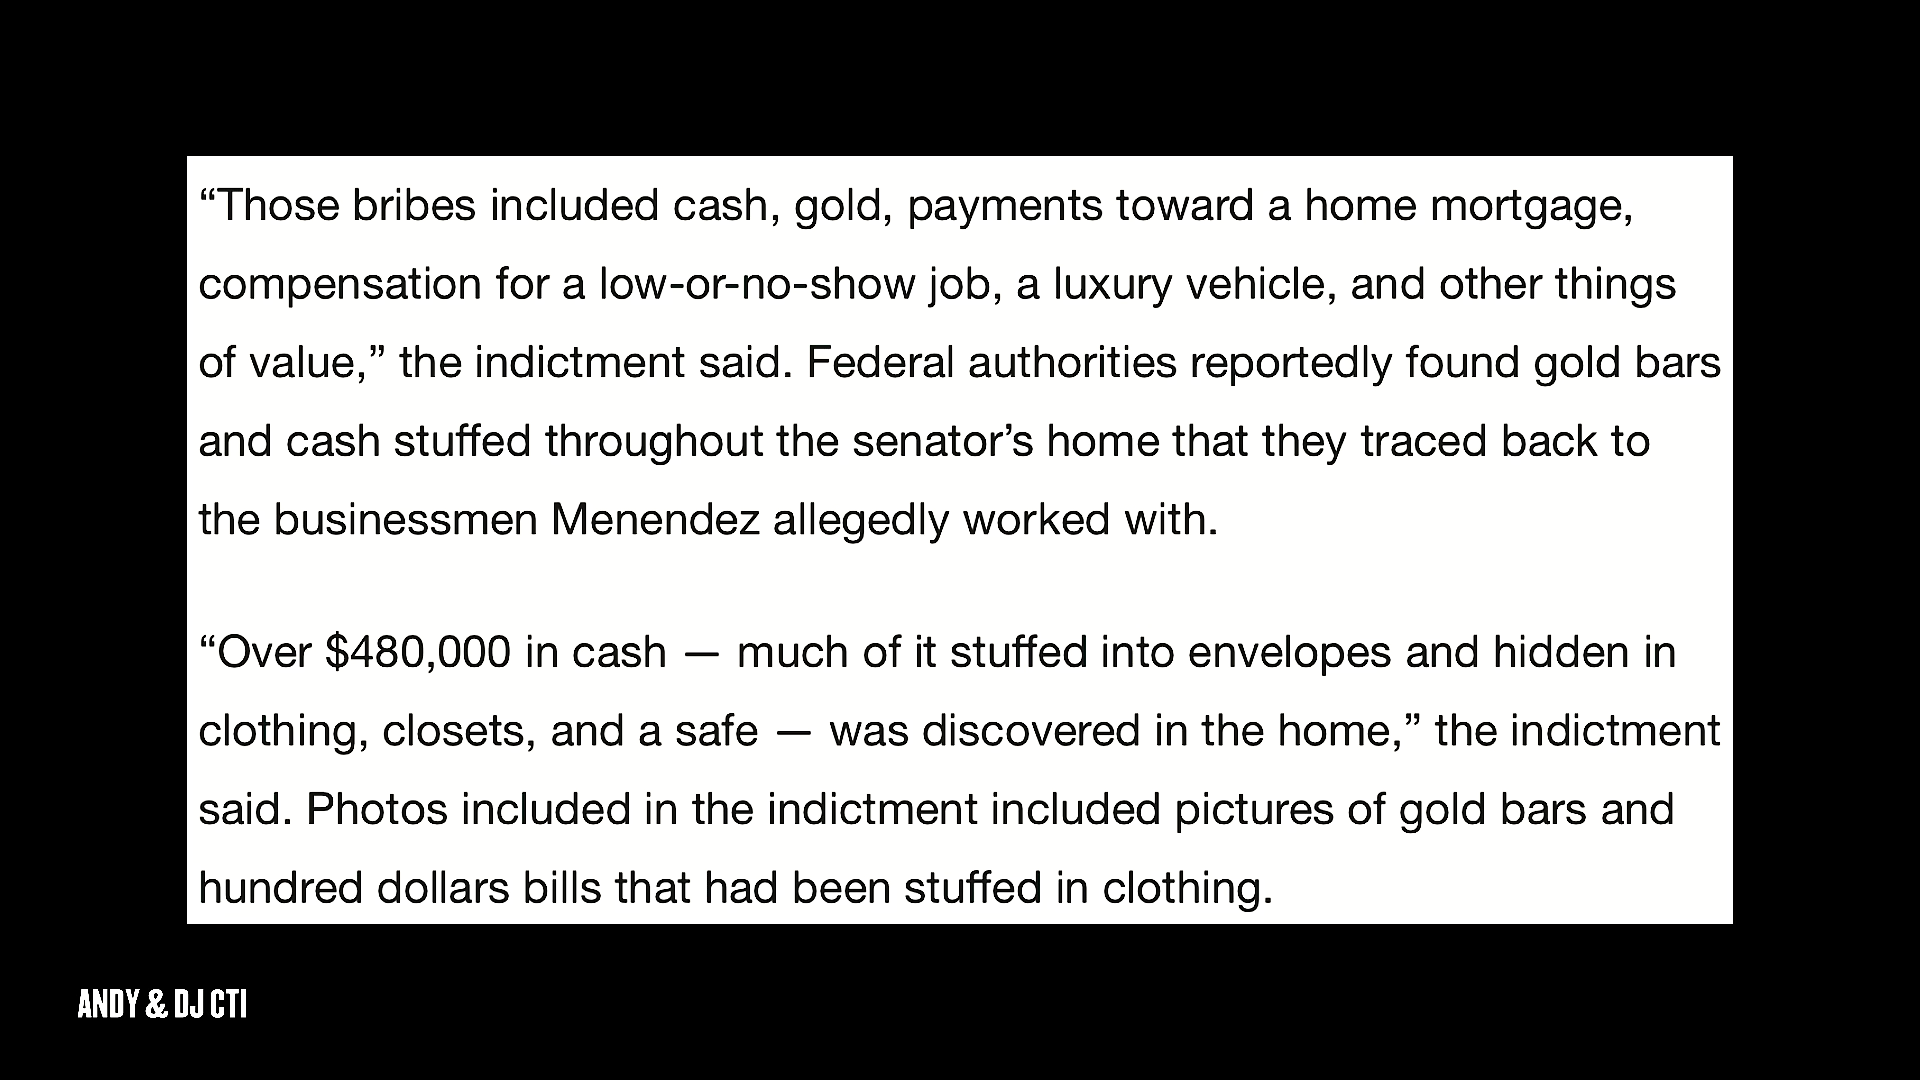 “Those bribes included cash, gold, payments toward a home mortgage,
compensation for a low-or-no-show job, a luxury vehicle, and other things
of value,” the indictment said. Federal authorities reportedly found gold bars
and cash stuffed throughout the senator’s home that they traced back to
the businessmen Menendez allegedly worked with.
“Over $480,000 in cash — much of it stuffed into envelopes and hidden in
clothing, closets, and a safe — was discovered in the home,” the indictment
said. Photos included in the indictment included pictures of gold bars and
hundred dollars bills that had been stuffed in clothing.
ANDY & DJ CTI